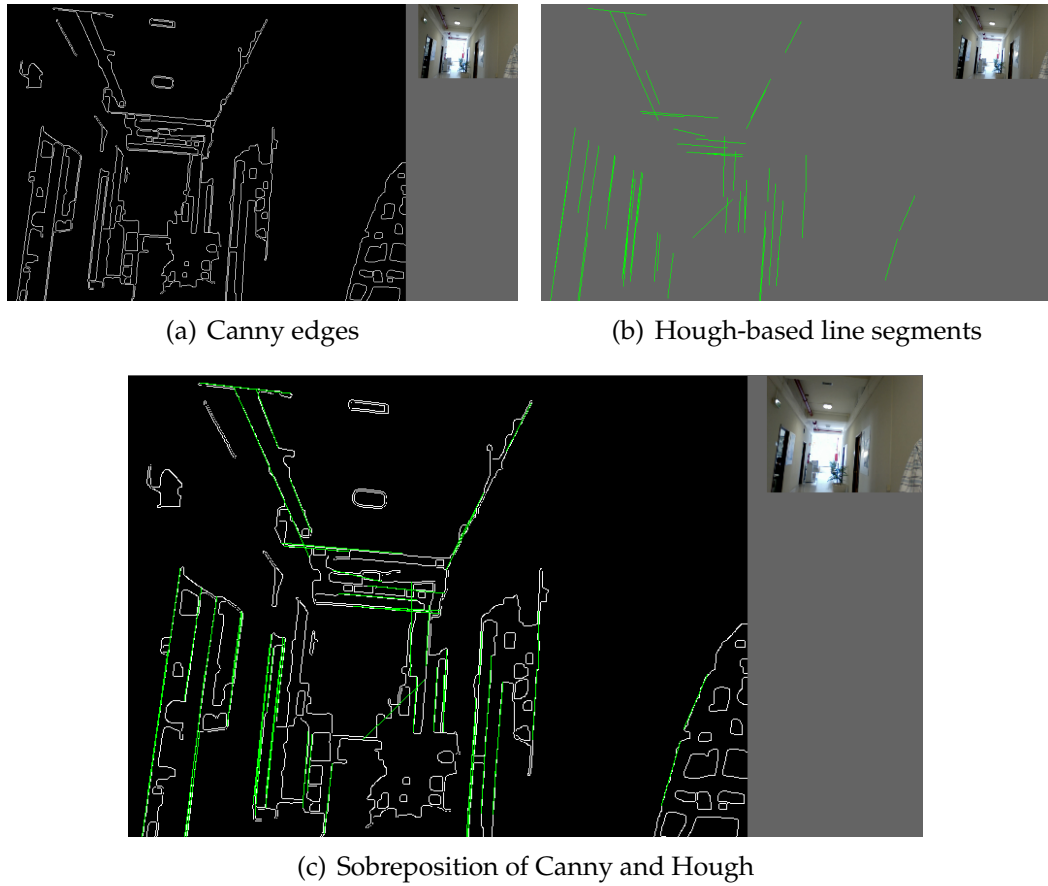 (a) Canny edges
(b) Hough-based line segments
(c) Sobreposition of Canny and Hough